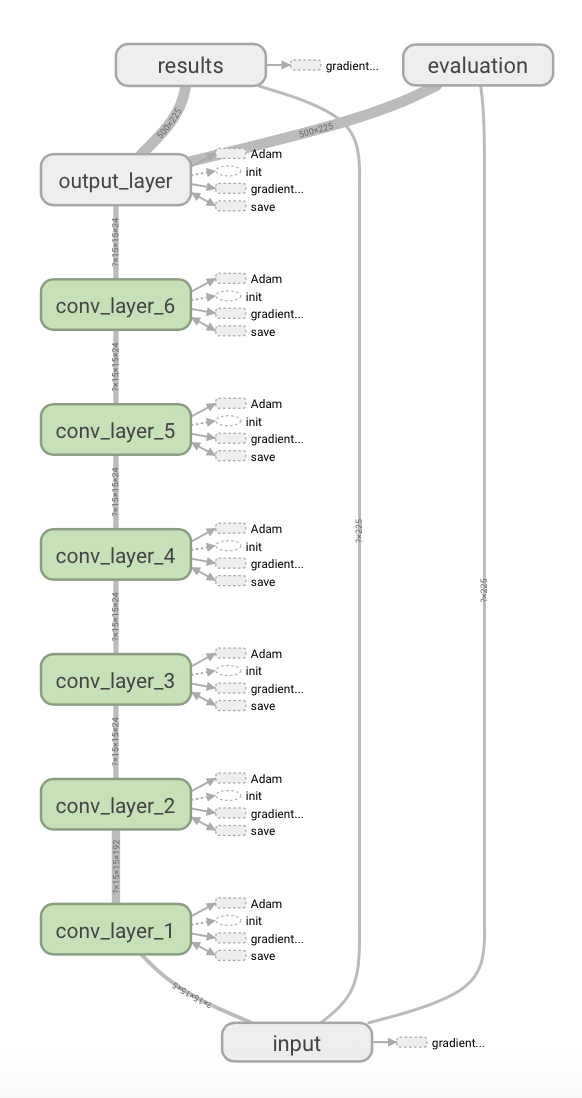 results
gradient...
evaluation
500×225
500×225
output_layer
Adam
init
gradient...
save
?×15×15×24
conv_layer_6
Adam
init
gradient...
save
?×15×15×24
conv_layer_5
Adam
init
gradient...
save
?×15×15×24
conv_layer_4
Adam
init
gradient...
save
?×225
?×225
?×15×15×24
conv_layer_3
Adam
init
gradient...
save
?×15×15×24
conv_layer_2
Adam
init
gradient...
save
?×15×15×192
conv_layer_1
Adam
init
gradient...
save
?×15×15×5
input
gradient...